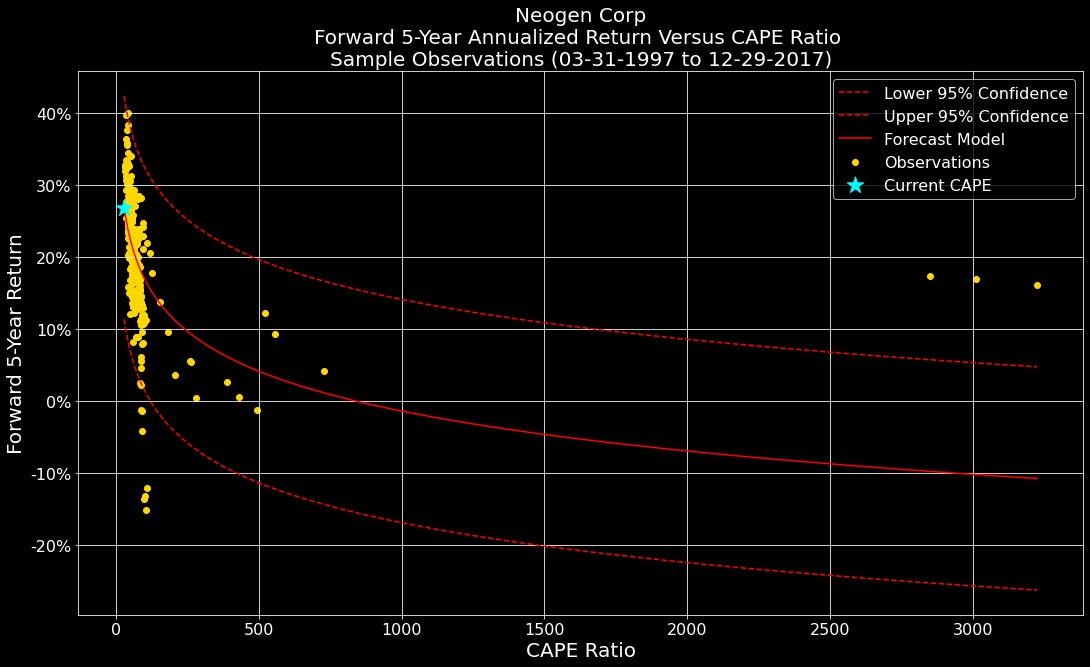 Neogen Corp
Forward 5-Year Annualized Return Versus CAPE Ratio
Sample Observations (03-31-1997 to 12-29-2017)
Lower 95% Confidence
Upper 95% Confidence
Forecast Model
Observations
Current CAPE
40%
30%
20%
10%
0%
-10%
-20%
Forward 5-Year Return
0 500 1000 1500 2000 2500 3000
CAPE Ratio